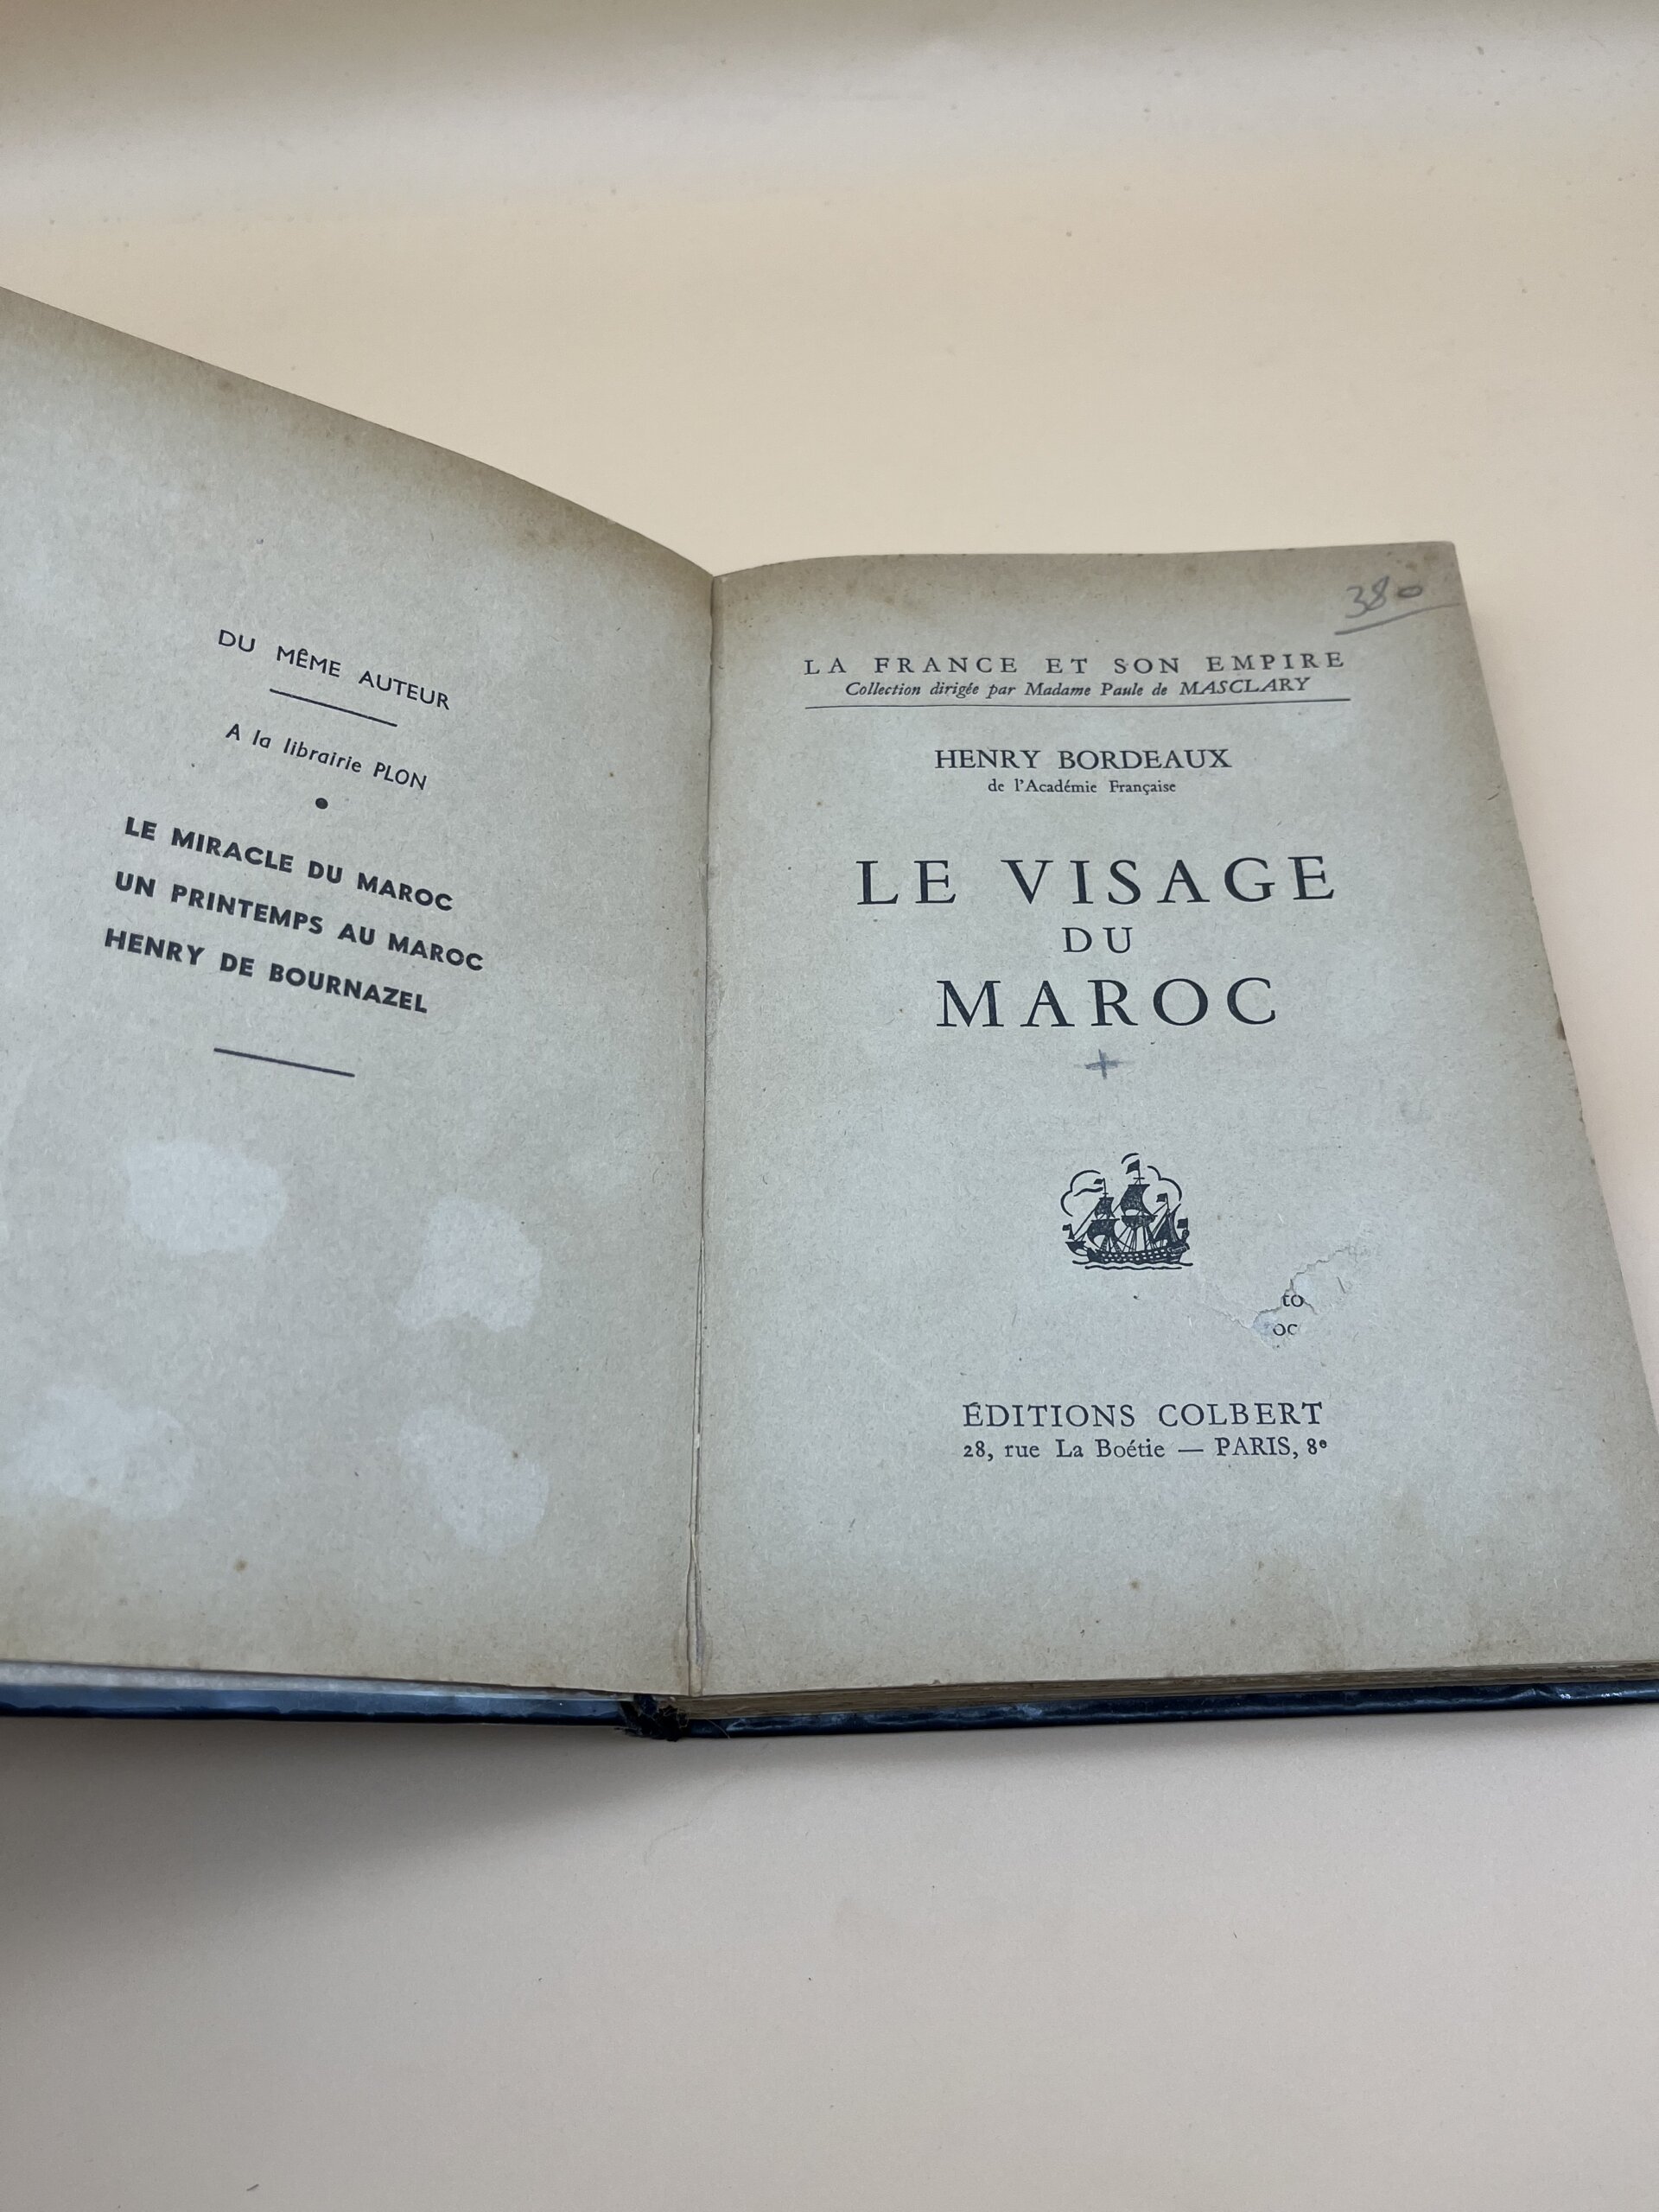 DU MÊME AUTEUR
A la librairie PLON
LE MIRACLE DU MAROC
UN PRINTEMPS AU MAROC
HENRY DE BOURNAZEL
380
LA FRANCE ET SON EMPIRE
Collection dirigée par Madame Paule de MASCLARY
HENRY BORDEAUX
de l'Académie Française
LE VISAGE
DU
MAROC
to
oc
ÉDITIONS COLBERT
28, rue La Boétie — PARIS, 8e